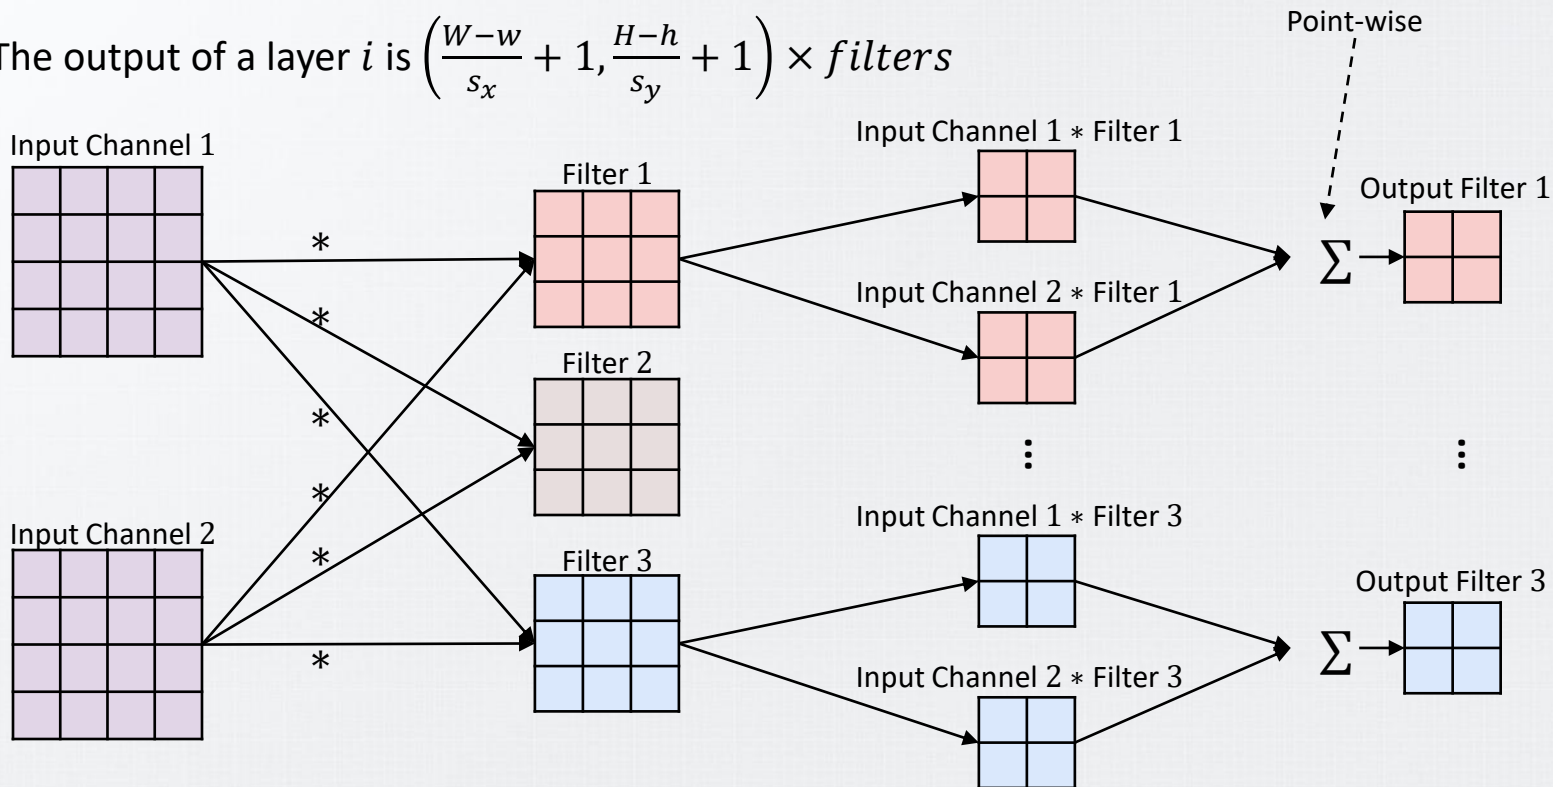 The output of a layer i is (W−w/s_x + 1, H−h/s_y + 1) × filters
Point-wise
Input Channel 1
Filter 1
Input Channel 1 ∗ Filter 1
Output Filter 1
∗
∗
∑
Input Channel 2 ∗ Filter 1
Filter 2
∗
⋮
⋮
∗
Input Channel 2
∗
Filter 3
Input Channel 1 ∗ Filter 3
Output Filter 3
∗
∑
Input Channel 2 ∗ Filter 3